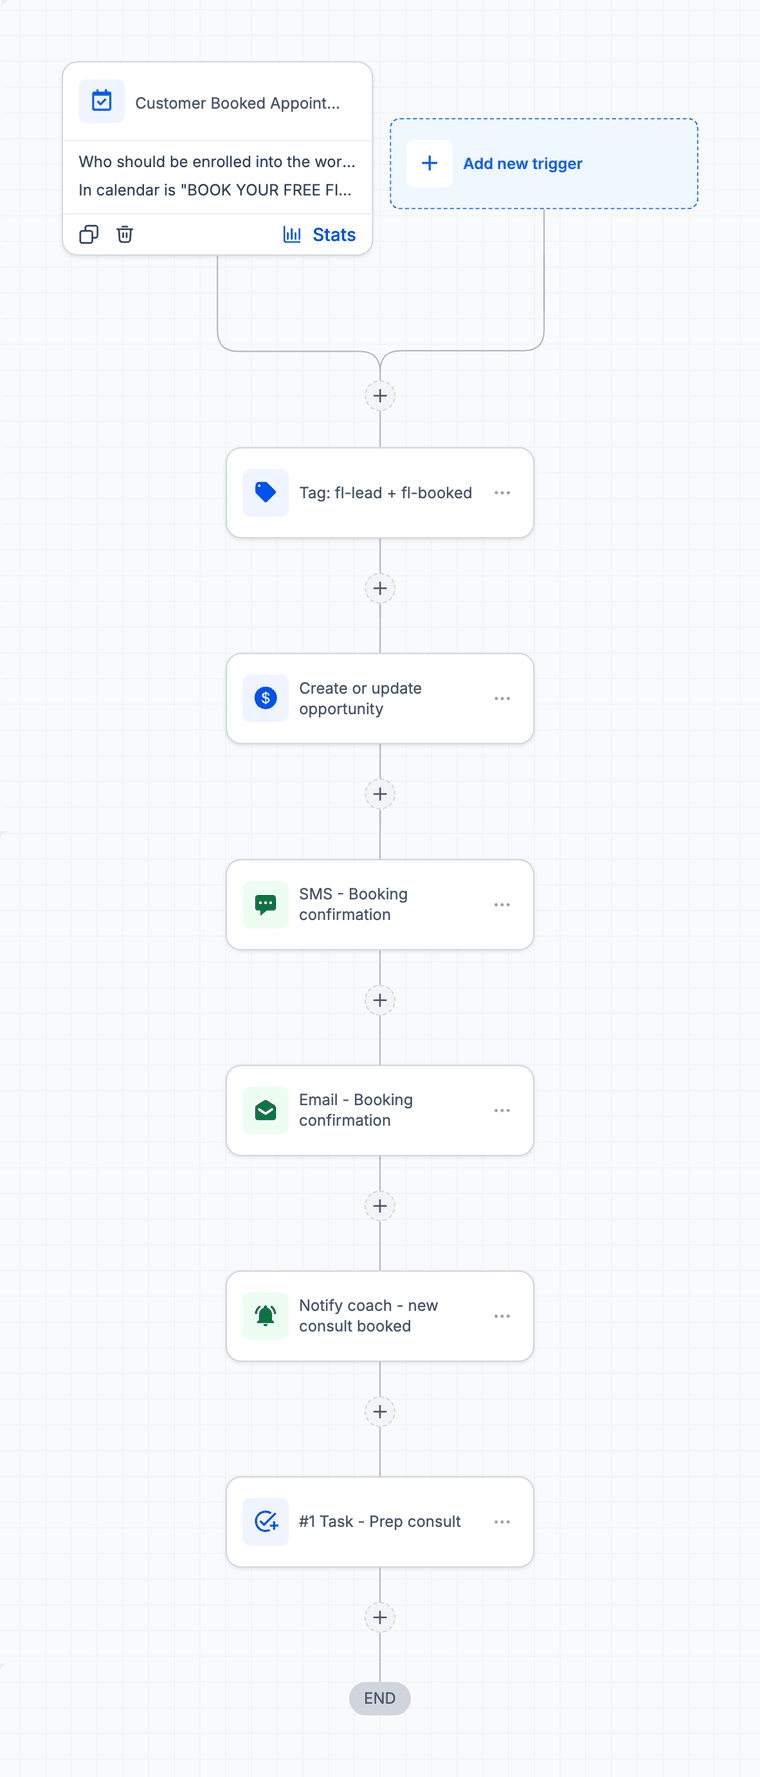 Customer Booked Appoint...
Who should be enrolled into the wor...
In calendar is "BOOK YOUR FREE FI...
Stats
Add new trigger
Tag: fl-lead + fl-booked
Create or update
opportunity
SMS - Booking
confirmation
Email - Booking
confirmation
Notify coach - new
consult booked
#1 Task - Prep consult
END